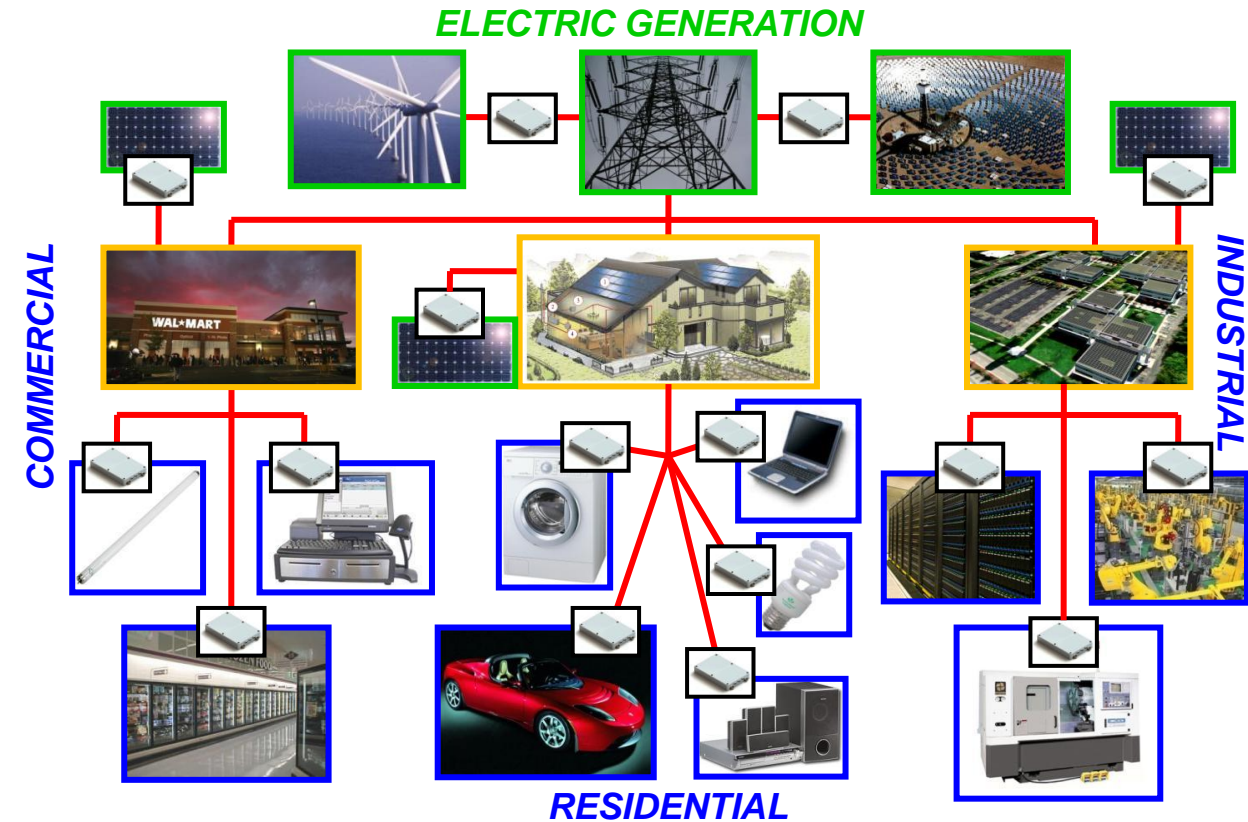 ELECTRIC GENERATION
COMMERCIAL
INDUSTRIAL
WAL★MART
RESIDENTIAL